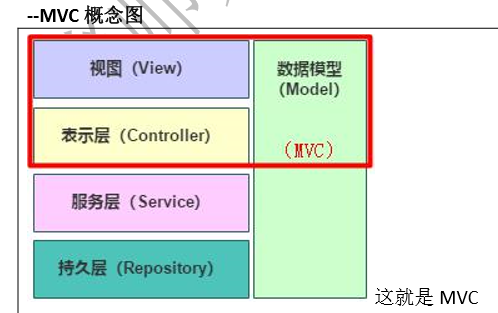 --MVC 概念图
视图（View）
数据模型
（Model）
表示层（Controller）
（MVC）
服务层（Service）
持久层（Repository）
这就是 MVC